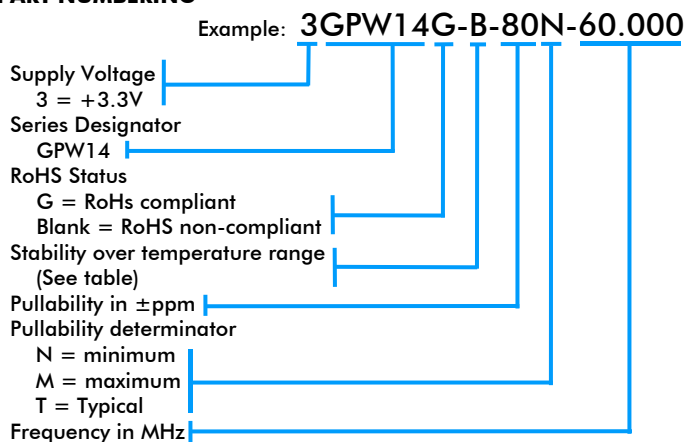 PART NUMBERING
Example: 3GPW14G-B-80N-60.000
Supply Voltage
3 = +3.3V
Series Designator
GPW14
RoHS Status
G = RoHs compliant
Blank = RoHS non-compliant
Stability over temperature range
(See table)
Pullability in ±ppm
Pullability determinator
N = minimum
M = maximum
T = Typical
Frequency in MHz